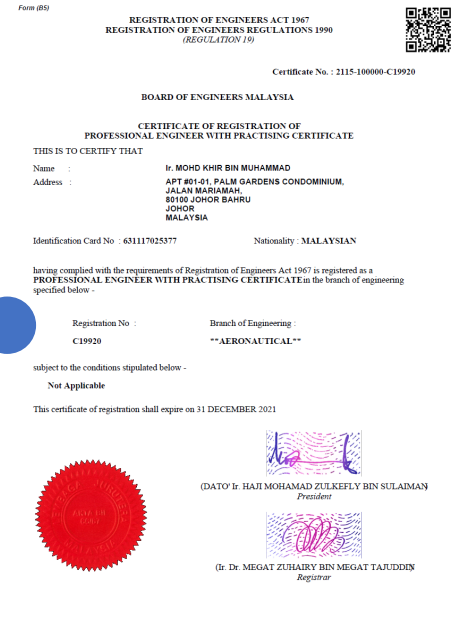 Form (B5)
REGISTRATION OF ENGINEERS ACT 1967
REGISTRATION OF ENGINEERS REGULATIONS 1990
(REGULATION 19)
Certificate No. : 2115-100000-C19920
BOARD OF ENGINEERS MALAYSIA
CERTIFICATE OF REGISTRATION OF
PROFESSIONAL ENGINEER WITH PRACTISING CERTIFICATE
THIS IS TO CERTIFY THAT
Name : Ir. MOHD KHIR BIN MUHAMMAD
Address : APT #01-01, PALM GARDENS CONDOMINIUM,
JALAN MARIAMAH,
80100 JOHOR BAHRU
JOHOR
MALAYSIA
Identification Card No : 631117025377 Nationality : MALAYSIAN
having complied with the requirements of Registration of Engineers Act 1967 is registered as a
PROFESSIONAL ENGINEER WITH PRACTISING CERTIFICATE in the branch of engineering
specified below -
Registration No : Branch of Engineering :
C19920 **AERONAUTICAL**
subject to the conditions stipulated below -
Not Applicable
This certificate of registration shall expire on 31 DECEMBER 2021
(DATO' Ir. HAJI MOHAMAD ZULKEFLY BIN SULAIMAN)
President
(Ir. Dr. MEGAT ZUHAIRY BIN MEGAT TAJUDDIN)
Registrar